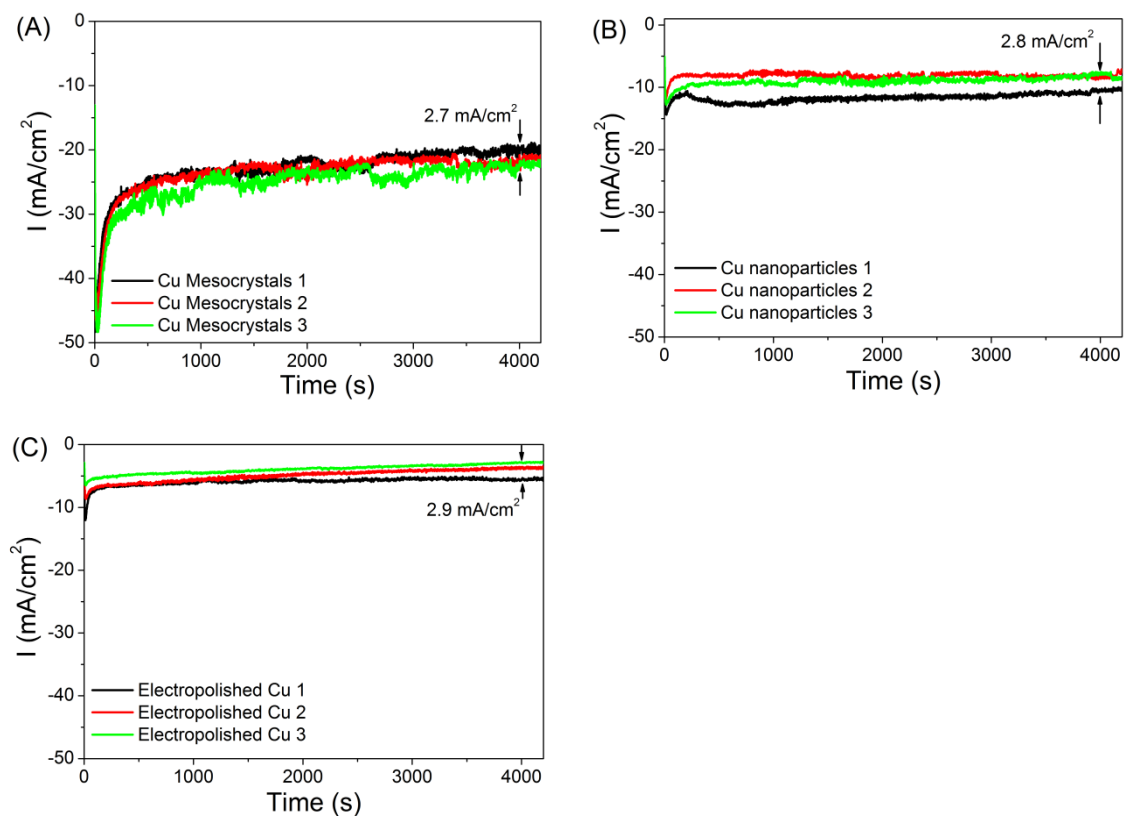 (A)
0
-10
-20
-30
-40
-50
I (mA/cm²)
2.7 mA/cm²
Cu Mesocrystals 1
Cu Mesocrystals 2
Cu Mesocrystals 3
0 1000 2000 3000 4000
Time (s)
(B)
0
-10
-20
-30
-40
-50
I (mA/cm²)
2.8 mA/cm²
Cu nanoparticles 1
Cu nanoparticles 2
Cu nanoparticles 3
0 1000 2000 3000 4000
Time (s)
(C)
0
-10
-20
-30
-40
-50
I (mA/cm²)
2.9 mA/cm²
Electropolished Cu 1
Electropolished Cu 2
Electropolished Cu 3
0 1000 2000 3000 4000
Time (s)